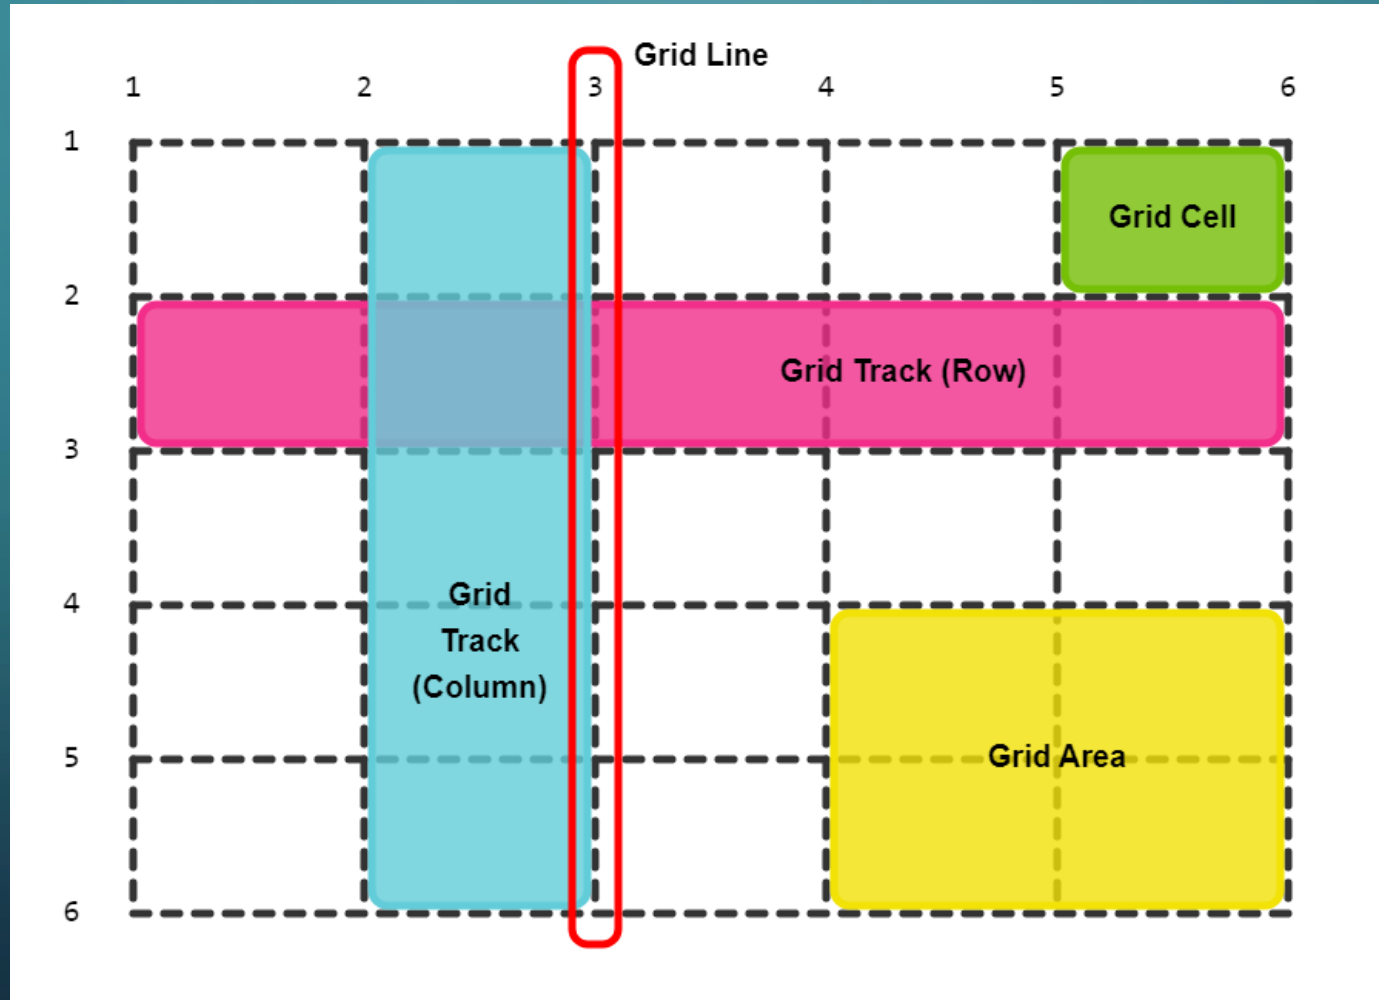 Grid Line
1 2 3 4 5 6
1
Grid Cell
2
Grid Track (Row)
3
4
Grid
Track
(Column)
5
Grid Area
6